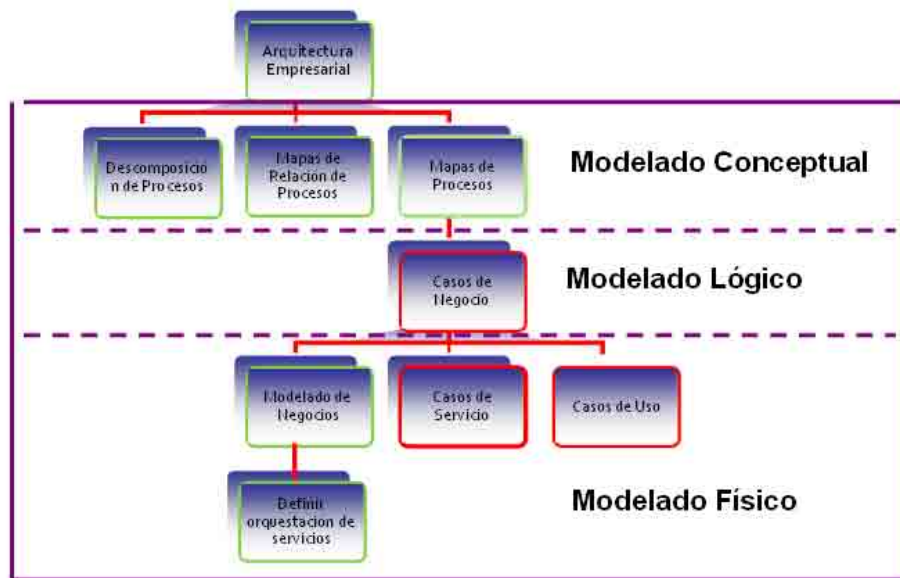 Arquitectura
Empresarial
Descomposició
n de Procesos
Mapas de
Relación de
Procesos
Mapas de
Procesos
Modelado Conceptual
Casos de
Negocio
Modelado Lógico
Modelado de
Negocios
Casos de
Servicio
Casos de Uso
Definir
orquestacion de
servicios
Modelado Físico